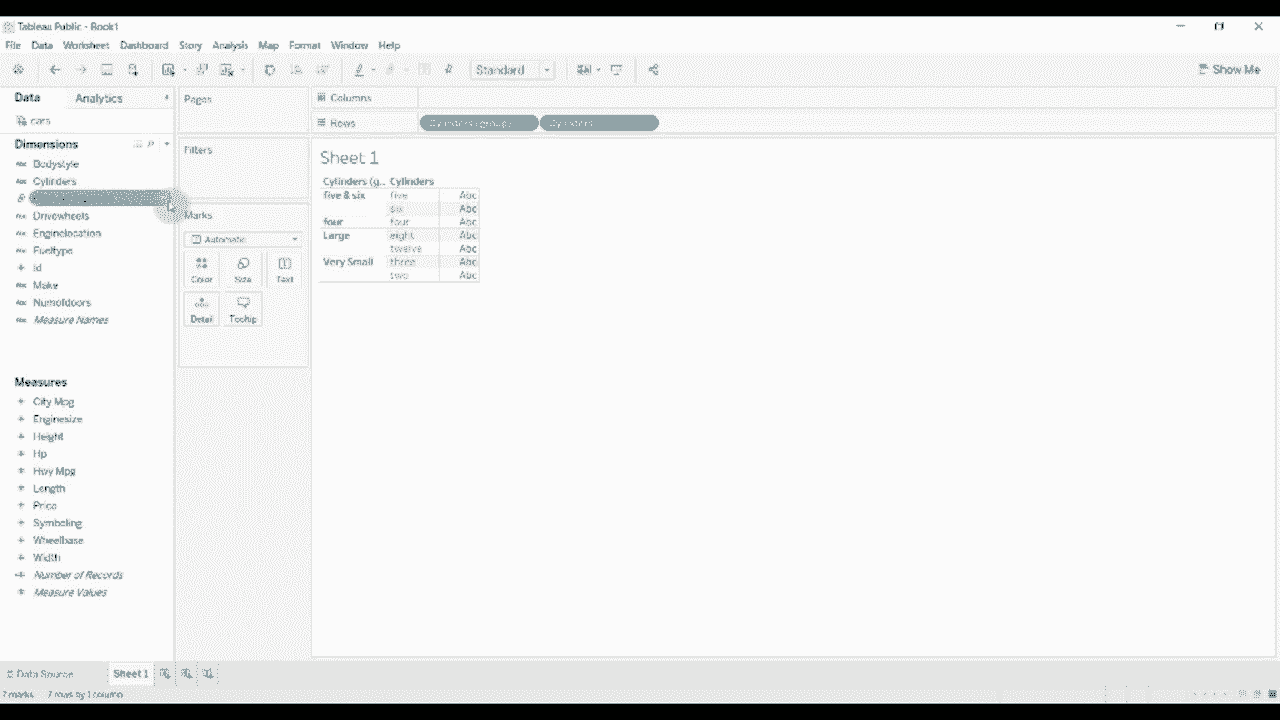 Tableau Public - Book1
File Data Worksheet Dashboard Story Analysis Map Format Window Help
Standard
Show Me
Data Analytics
Pages
Columns
cars
Rows Cylinders (group) Cylinders
Dimensions
Filters
Bodystyle
Cylinders
Drivewheels
Enginelocation
Fueltype
id
Make
Numofdoors
Measure Names
Marks
Automatic
Color Size Text
Detail Tooltip
Sheet 1
Cylinders (g.. Cylinders
five & six five Abc
six Abc
four four Abc
Large eight Abc
twelve Abc
Very Small three Abc
two Abc
Measures
City Mpg
Enginesize
Height
Hp
Hwy Mpg
Length
Price
Symboling
Wheelbase
Width
Number of Records
Measure Values
Data Source Sheet 1
7 marks 7 rows by 1 column